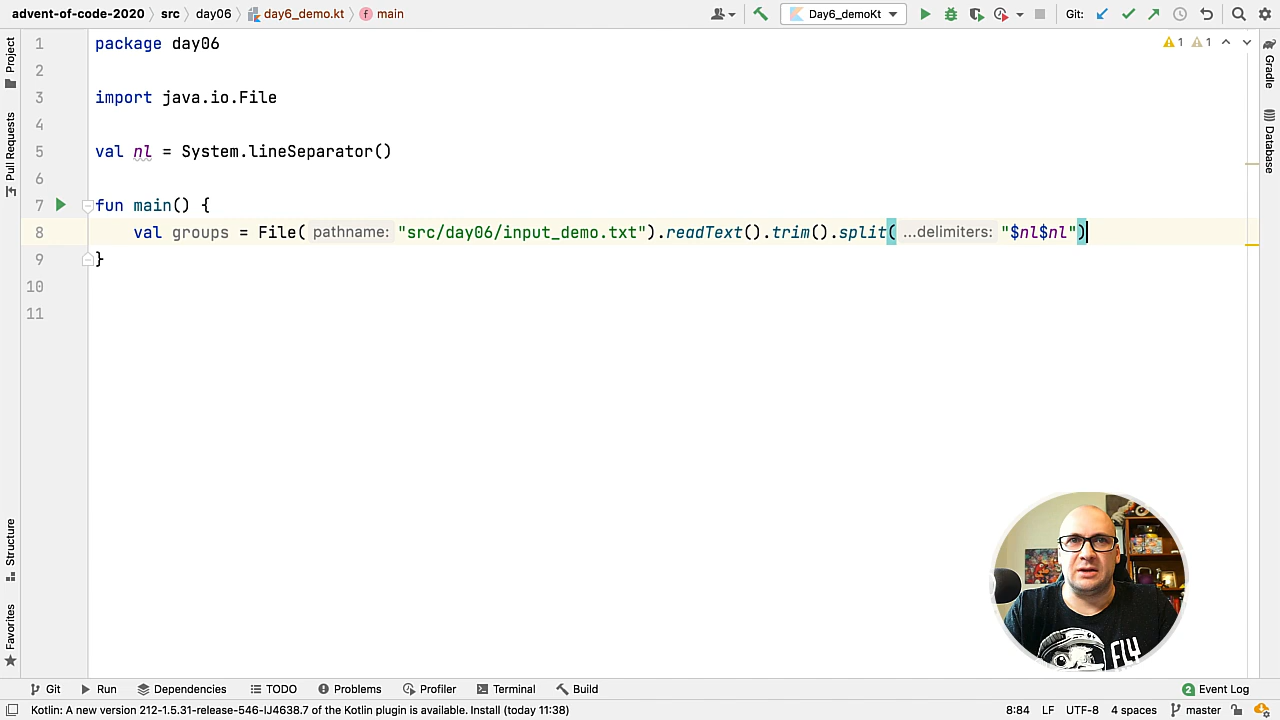 advent-of-code-2020 src day06 day6_demo.kt main Day6_demoKt Git:
1 package day06 1 1
2
3 import java.io.File
4
5 val nl = System.lineSeparator()
6
7 fun main() {
8 val groups = File( pathname: "src/day06/input_demo.txt").readText().trim().split( ...delimiters: "$nl$nl")
9 }
10
11
Project
Pull Requests
Structure
Favorites
Gradle
Database
FLY
Git Run Dependencies TODO Problems Profiler Terminal Build 2 Event Log
Kotlin: A new version 212-1.5.31-release-546-IJ4638.7 of the Kotlin plugin is available. Install (today 11:38) 8:84 LF UTF-8 4 spaces master